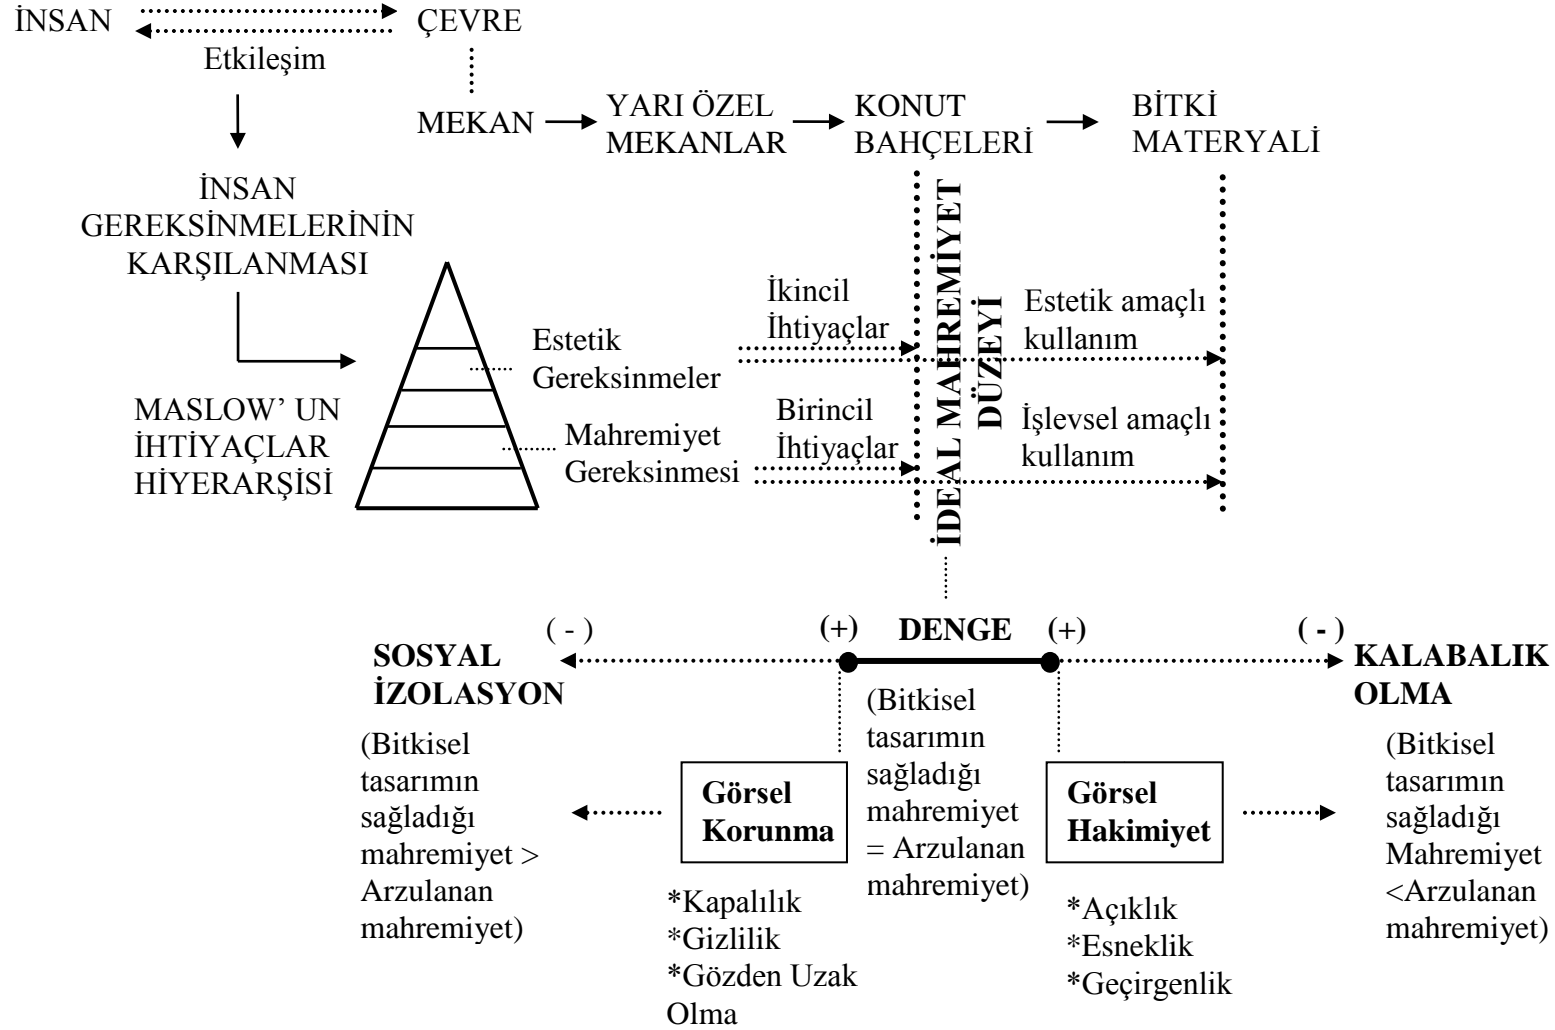 İNSAN
ÇEVRE
Etkileşim
MEKAN
YARI ÖZEL
MEKANLAR
KONUT
BAHÇELERİ
BİTKİ
MATERYALİ
İNSAN
GEREKSİNMELERİNİN
KARŞILANMASI
MASLOW’ UN
İHTİYAÇLAR
HİYERARŞİSİ
Estetik
Gereksinmeler
Mahremiyet
Gereksinmesi
İkincil
İhtiyaçlar
Birincil
İhtiyaçlar
İDEAL MAHREMİYET
DÜZEYİ
Estetik amaçlı
kullanım
İşlevsel amaçlı
kullanım
( - )
(+)
DENGE
(+)
( - )
SOSYAL
İZOLASYON
KALABALIK
OLMA
(Bitkisel
tasarımın
sağladığı
mahremiyet >
Arzulanan
mahremiyet)
Görsel
Korunma
*Kapalılık
*Gizlilik
*Gözden Uzak
Olma
(Bitkisel
tasarımın
sağladığı
mahremiyet
= Arzulanan
mahremiyet)
Görsel
Hakimiyet
*Açıklık
*Esneklik
*Geçirgenlik
(Bitkisel
tasarımın
sağladığı
Mahremiyet
<Arzulanan
mahremiyet)